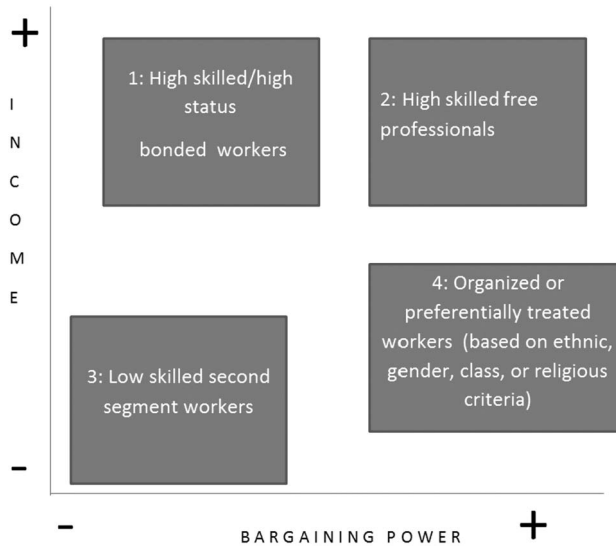 +
I
N
C
O
M
E
-
1: High skilled/high
status
bonded workers
2: High skilled free
professionals
3: Low skilled second
segment workers
4: Organized or
preferentially treated
workers (based on ethnic,
gender, class, or religious
criteria)
-
BARGAINING POWER
+